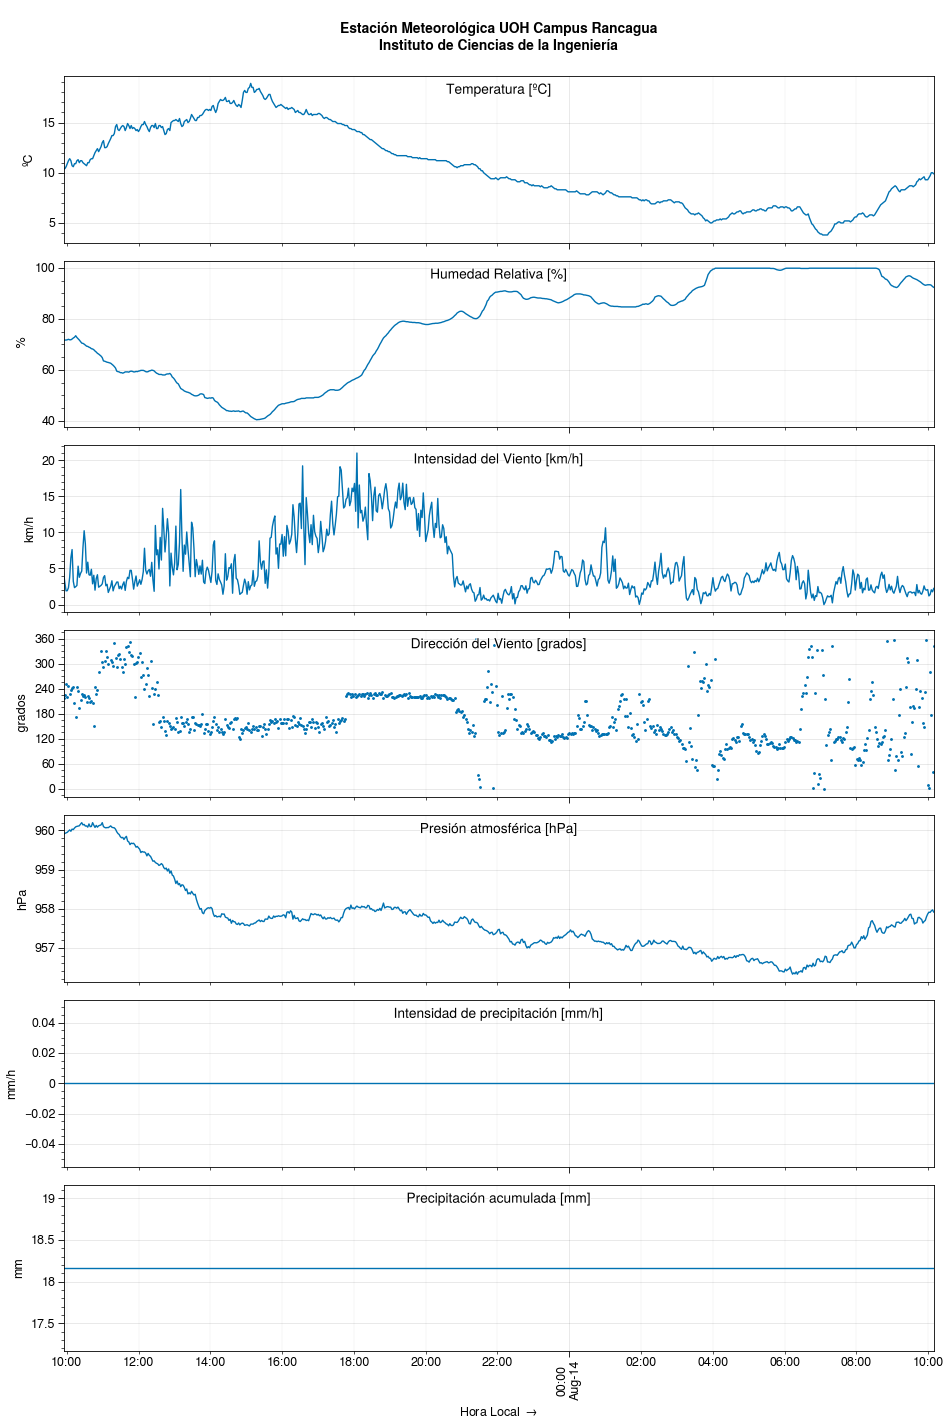 Estación Meteorológica UOH Campus Rancagua
Instituto de Ciencias de la Ingeniería
Temperatura [ºC]
ºC
15
10
5
Humedad Relativa [%]
%
100
80
60
40
Intensidad del Viento [km/h]
km/h
20
15
10
5
0
Dirección del Viento [grados]
grados
360
300
240
180
120
60
0
Presión atmosférica [hPa]
hPa
960
959
958
957
Intensidad de precipitación [mm/h]
mm/h
0.04
0.02
0
−0.02
−0.04
Precipitación acumulada [mm]
mm
19
18.5
18
17.5
10:00 12:00 14:00 16:00 18:00 20:00 22:00 00:00 02:00 04:00 06:00 08:00 10:00
Aug-14
Hora Local →